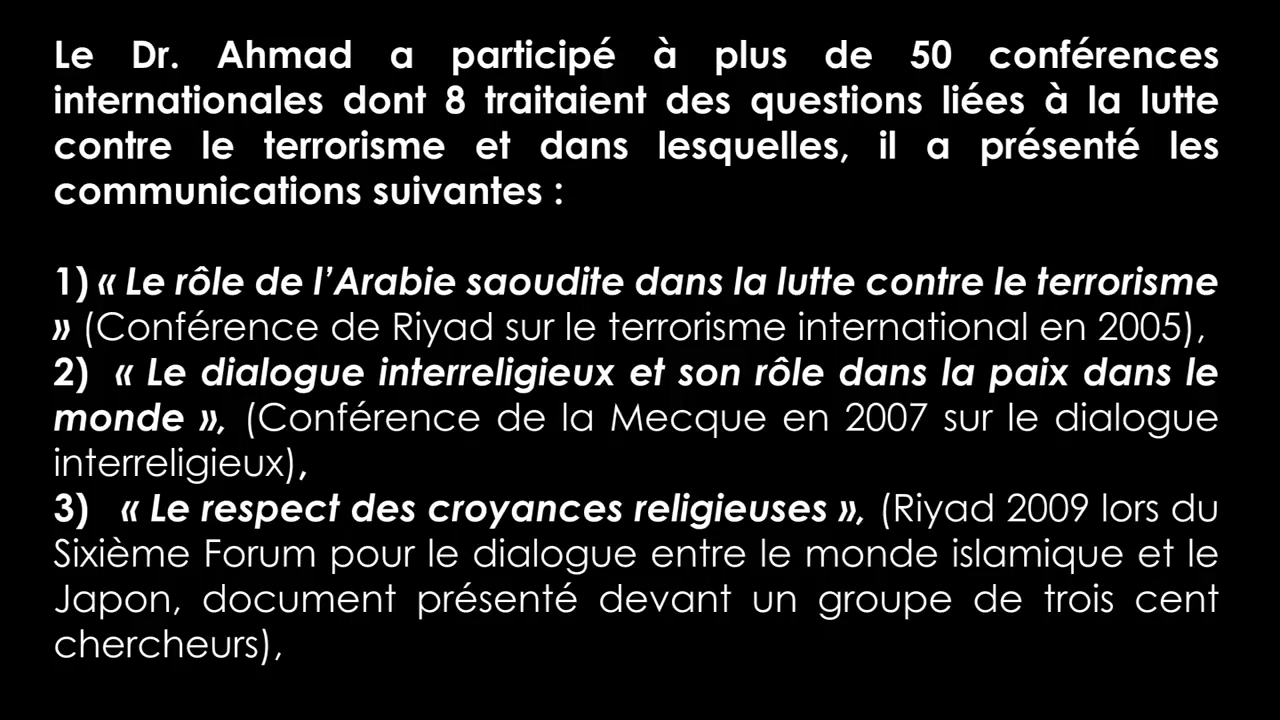 Le Dr. Ahmad a participé à plus de 50 conférences
internationales dont 8 traitaient des questions liées à la lutte
contre le terrorisme et dans lesquelles, il a présenté les
communications suivantes :
1) « Le rôle de l’Arabie saoudite dans la lutte contre le terrorisme
» (Conférence de Riyad sur le terrorisme international en 2005),
2) « Le dialogue interreligieux et son rôle dans la paix dans le
monde », (Conférence de la Mecque en 2007 sur le dialogue
interreligieux),
3) « Le respect des croyances religieuses », (Riyad 2009 lors du
Sixième Forum pour le dialogue entre le monde islamique et le
Japon, document présenté devant un groupe de trois cent
chercheurs),